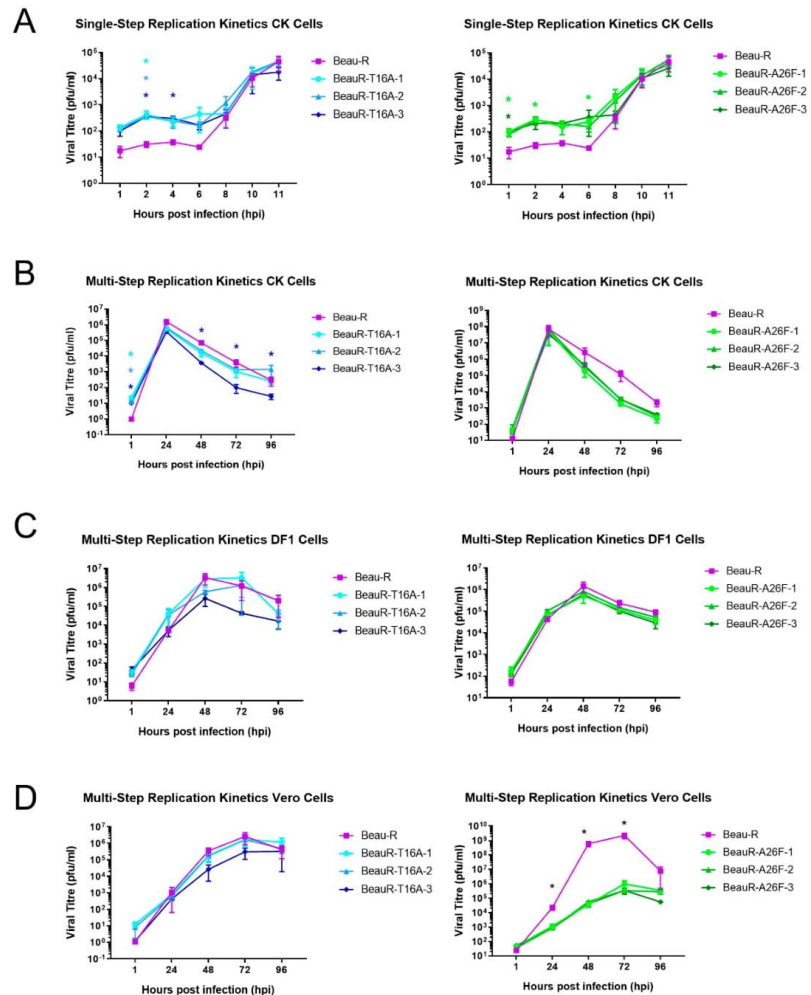 A
Single-Step Replication Kinetics CK Cells
Viral Titre (pfu/ml)
10⁵
10⁴
10³
10²
10¹
10⁰
*
*
*
*
1 2 4 6 8 10 11
Hours post infection (hpi)
Beau-R
BeauR-T16A-1
BeauR-T16A-2
BeauR-T16A-3
Single-Step Replication Kinetics CK Cells
Viral Titre (pfu/ml)
10⁵
10⁴
10³
10²
10¹
10⁰
*
*
*
*
1 2 4 6 8 10 11
Hours post infection (hpi)
Beau-R
BeauR-A26F-1
BeauR-A26F-2
BeauR-A26F-3
B
Multi-Step Replication Kinetics CK Cells
Viral Titre (pfu/ml)
10⁷
10⁶
10⁵
10⁴
10³
10²
10¹
10⁰
10⁻¹
*
*
*
*
*
*
1 24 48 72 96
Hours post infection (hpi)
Beau-R
BeauR-T16A-1
BeauR-T16A-2
BeauR-T16A-3
Multi-Step Replication Kinetics CK Cells
Viral Titre (pfu/ml)
10⁹
10⁸
10⁷
10⁶
10⁵
10⁴
10³
10²
10¹
1 24 48 72 96
Hours post infection (hpi)
Beau-R
BeauR-A26F-1
BeauR-A26F-2
BeauR-A26F-3
C
Multi-Step Replication Kinetics DF1 Cells
Viral Titre (pfu/ml)
10⁷
10⁶
10⁵
10⁴
10³
10²
10¹
10⁰
1 24 48 72 96
Hours post infection (hpi)
Beau-R
BeauR-T16A-1
BeauR-T16A-2
BeauR-T16A-3
Multi-Step Replication Kinetics DF1 Cells
Viral Titre (pfu/ml)
10⁷
10⁶
10⁵
10⁴
10³
10²
10¹
1 24 48 72 96
Hours post infection (hpi)
Beau-R
BeauR-A26F-1
BeauR-A26F-2
BeauR-A26F-3
D
Multi-Step Replication Kinetics Vero Cells
Viral Titre (pfu/ml)
10⁷
10⁶
10⁵
10⁴
10³
10²
10¹
10⁰
10⁻¹
1 24 48 72 96
Hours post infection (hpi)
Beau-R
BeauR-T16A-1
BeauR-T16A-2
BeauR-T16A-3
Multi-Step Replication Kinetics Vero Cells
Viral Titre (pfu/ml)
10¹⁰
10⁹
10⁸
10⁷
10⁶
10⁵
10⁴
10³
10²
10¹
*
*
*
1 24 48 72 96
Hours post infection (hpi)
Beau-R
BeauR-A26F-1
BeauR-A26F-2
BeauR-A26F-3